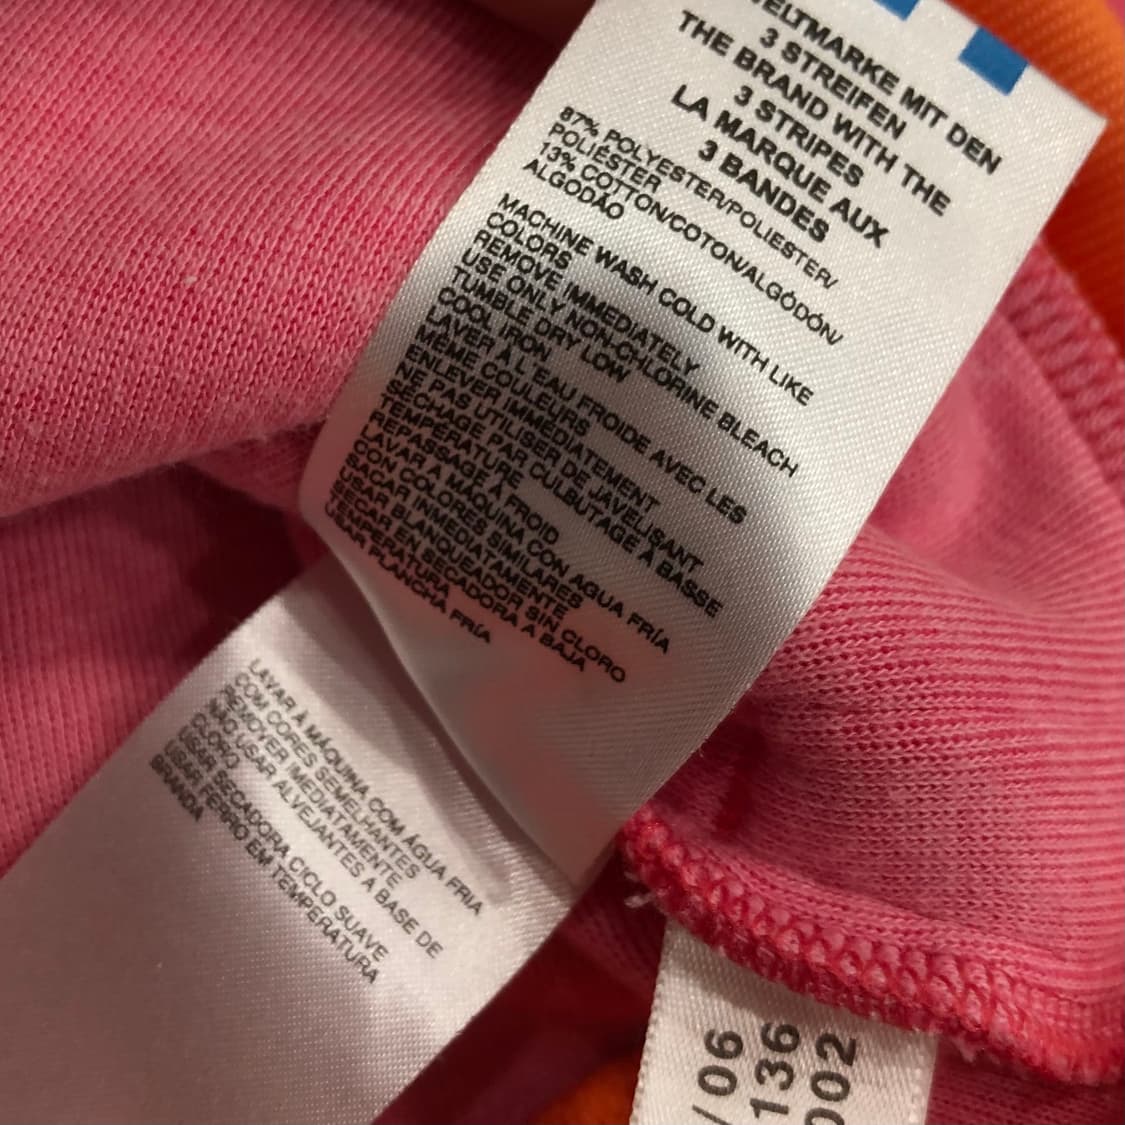 ELTMARKE MIT DEN
3 STREIFEN
THE BRAND WITH THE
3 STRIPES
LA MARQUE AUX
3 BANDES
87% POLYESTER/POLIESTER/
POLIÉSTER
13% COTTON/COTON/ALGÓDÓN/
ALGODÃO
MACHINE WASH COLD WITH LIKE
COLORS
REMOVE IMMEDIATELY
USE ONLY NON-CHLORINE BLEACH
TUMBLE DRY LOW
COOL IRON
LAVER À L'EAU FROIDE AVEC LES
MÊME COULEURS
ENLEVER IMMÉDIATEMENT
NE PAS UTILISER DE JAVELISANT
SÉCHAGE PAR CULBUTAGE À BASSE
TEMPÉRATURE
REPASSAGE À FROID
LAVAR A MÁQUINA CON AGUA FRÍA
CON COLORES SIMILARES
SACAR INMEDIATAMENTE
USAR BLANQUEADOR SIN CLORO
SECAR EN SECADORA A BAJA
TEMPERATURA
USAR PLANCHA FRÍA
LAVAR À MÁQUINA COM ÁGUA FRIA
COM CORES SEMELHANTES
REMOVER IMEDIATAMENTE
NÃO USAR ALVEJANTES À BASE DE
CLORO
USAR SECADORA CICLO SUAVE
USAR FERRO EM TEMPERATURA
BRANDA
/06
136
002